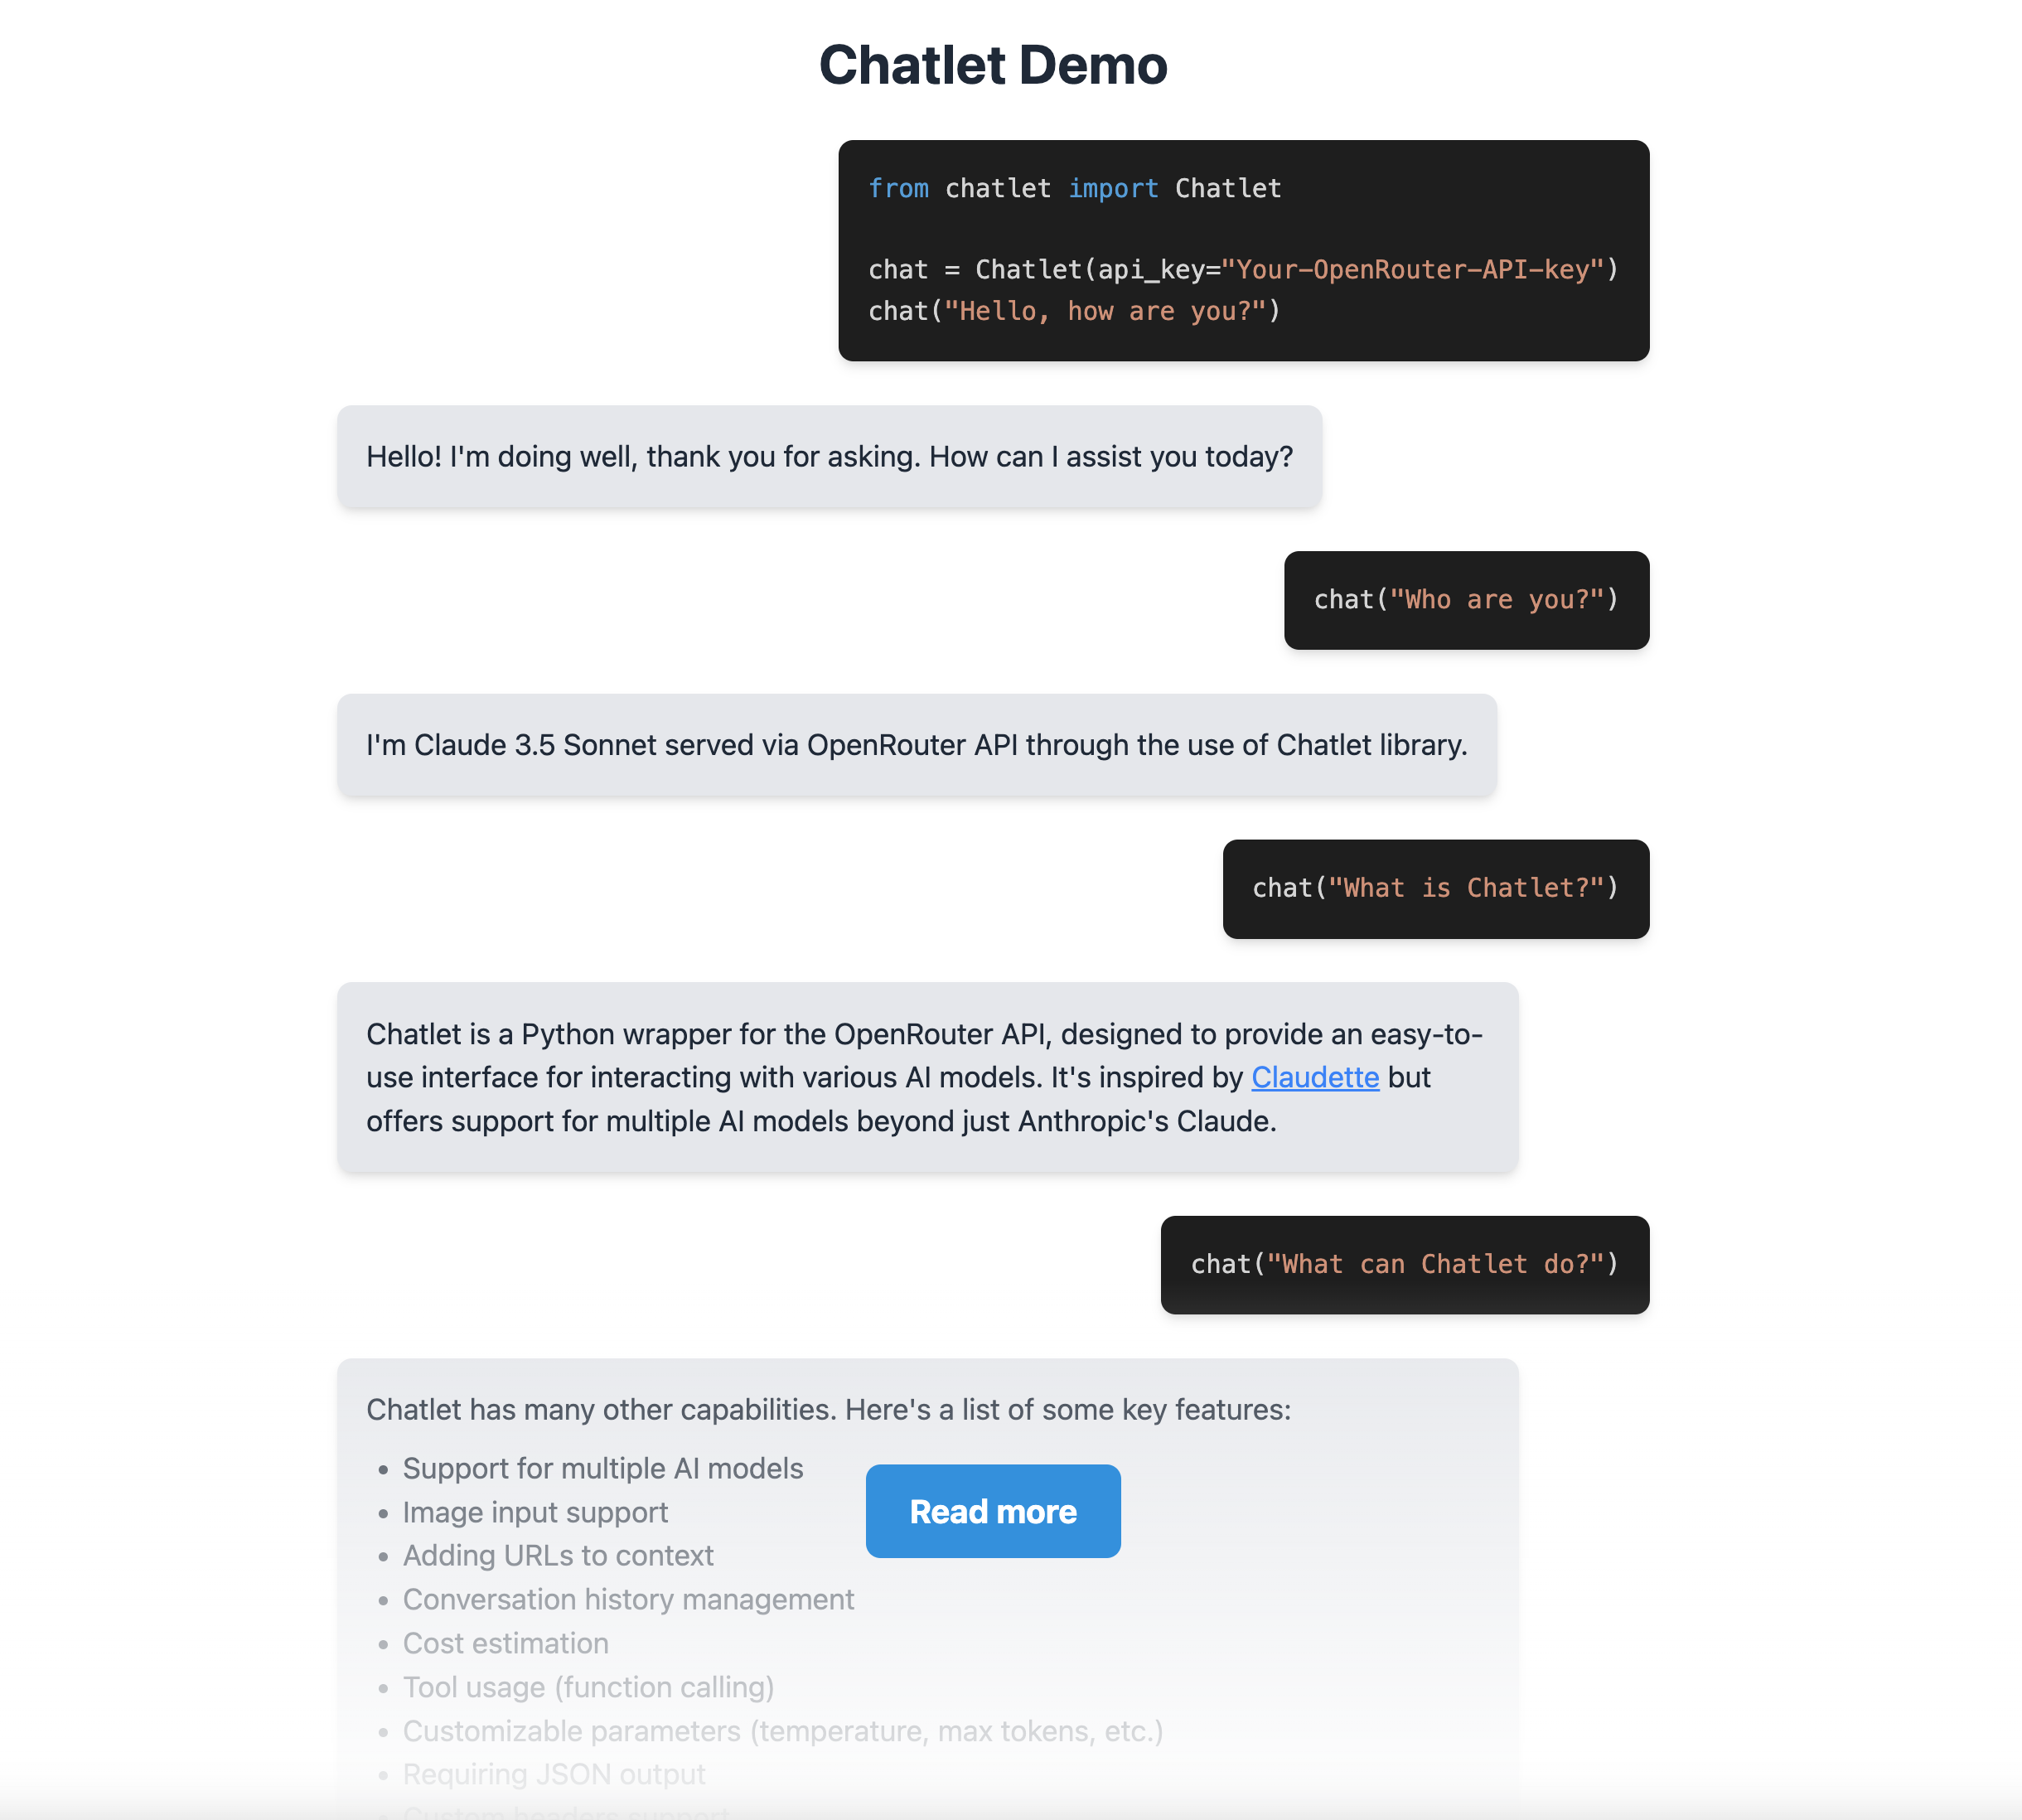 Chatlet Demo
from chatlet import Chatlet
chat = Chatlet(api_key="Your-OpenRouter-API-key")
chat("Hello, how are you?")
Hello! I'm doing well, thank you for asking. How can I assist you today?
chat("Who are you?")
I'm Claude 3.5 Sonnet served via OpenRouter API through the use of Chatlet library.
chat("What is Chatlet?")
Chatlet is a Python wrapper for the OpenRouter API, designed to provide an easy-to-
use interface for interacting with various AI models. It's inspired by Claudette but
offers support for multiple AI models beyond just Anthropic's Claude.
chat("What can Chatlet do?")
Chatlet has many other capabilities. Here's a list of some key features:
• Support for multiple AI models
Read more
• Image input support
• Adding URLs to context
• Conversation history management
• Cost estimation
• Tool usage (function calling)
• Customizable parameters (temperature, max tokens, etc.)
• Requiring JSON output
• Custom headers support